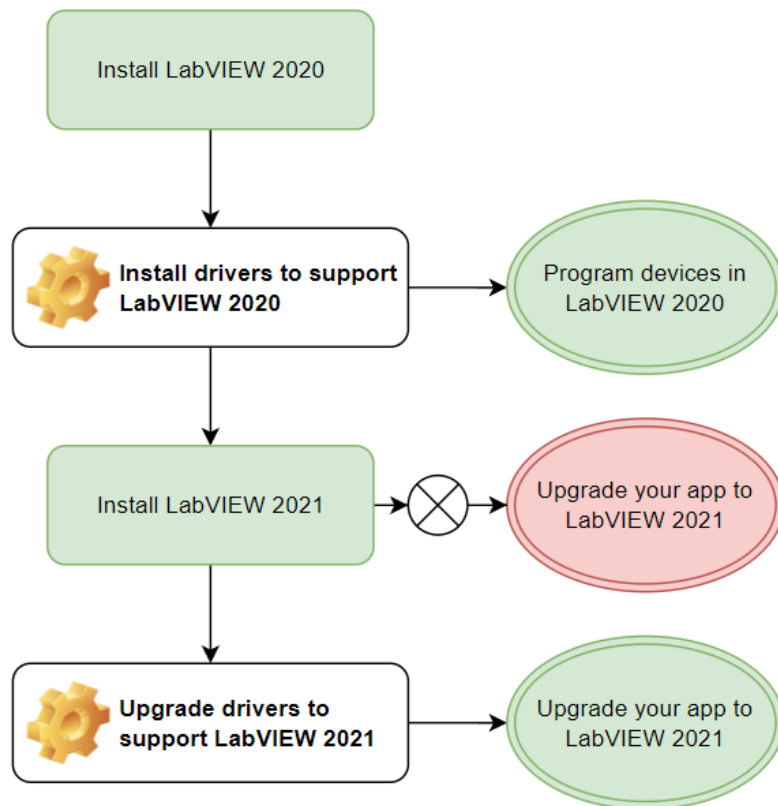 Install LabVIEW 2020
Install drivers to support
LabVIEW 2020
Program devices in
LabVIEW 2020
Install LabVIEW 2021
Upgrade your app to
LabVIEW 2021
Upgrade drivers to
support LabVIEW 2021
Upgrade your app to
LabVIEW 2021